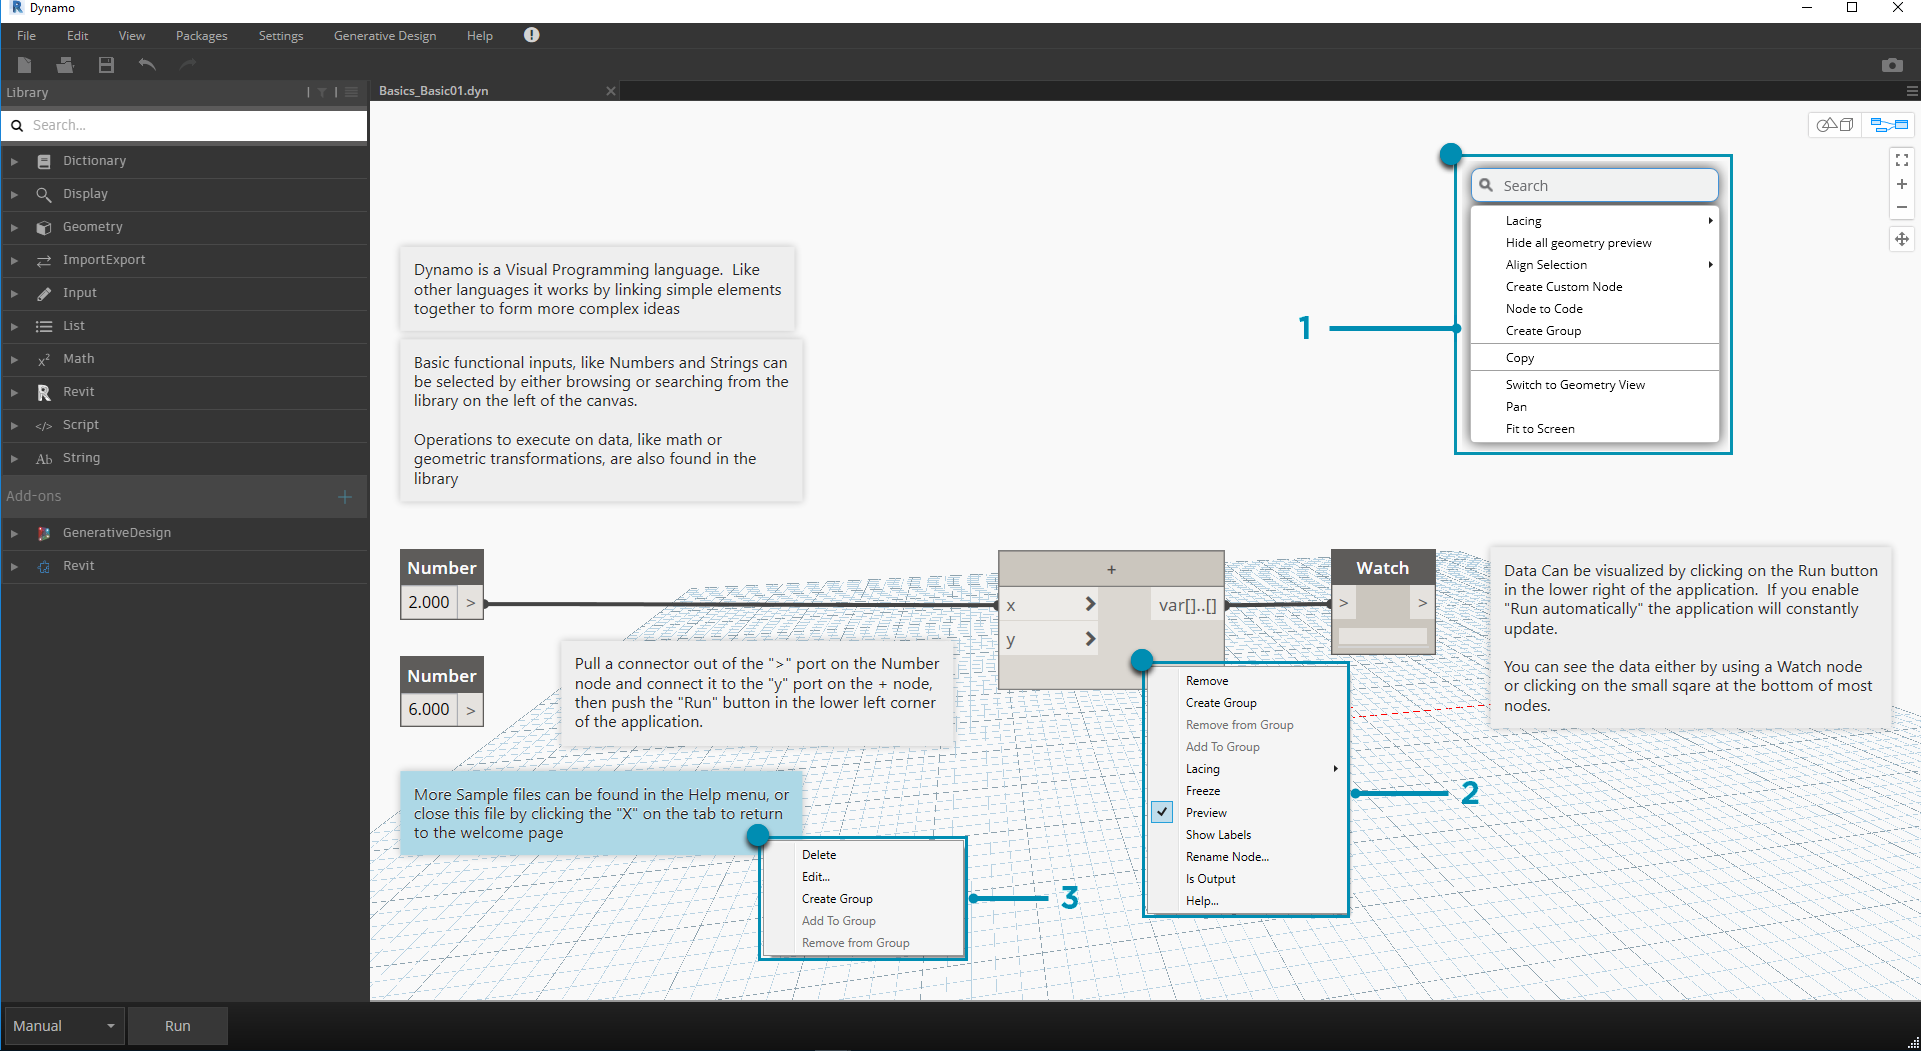 Dynamo
File Edit View Packages Settings Generative Design Help
Library
Basics_Basic01.dyn
Search...
Dictionary
Display
Geometry
ImportExport
Input
List
Math
Revit
Script
String
Add-ons
GenerativeDesign
Revit
Dynamo is a Visual Programming language.  Like
other languages it works by linking simple elements
together to form more complex ideas
Basic functional inputs, like Numbers and Strings can
be selected by either browsing or searching from the
library on the left of the canvas.
Operations to execute on data, like math or
geometric transformations, are also found in the
library
1
Search
Lacing
Hide all geometry preview
Align Selection
Create Custom Node
Node to Code
Create Group
Copy
Switch to Geometry View
Pan
Fit to Screen
Number
2.000 >
Number
6.000 >
+
x
y
var[]..[]
Watch
> >
Data Can be visualized by clicking on the Run button
in the lower right of the application.  If you enable
"Run automatically" the application will constantly
update.
You can see the data either by using a Watch node
or clicking on the small sqare at the bottom of most
nodes.
Pull a connector out of the ">" port on the Number
node and connect it to the "y" port on the + node,
then push the "Run" button in the lower left corner
of the application.
Remove
Create Group
Remove from Group
Add To Group
Lacing
Freeze
Preview
Show Labels
Rename Node...
Is Output
Help...
2
More Sample files can be found in the Help menu, or
close this file by clicking the "X" on the tab to return
to the welcome page
Delete
Edit...
Create Group
Add To Group
Remove from Group
3
Manual
Run